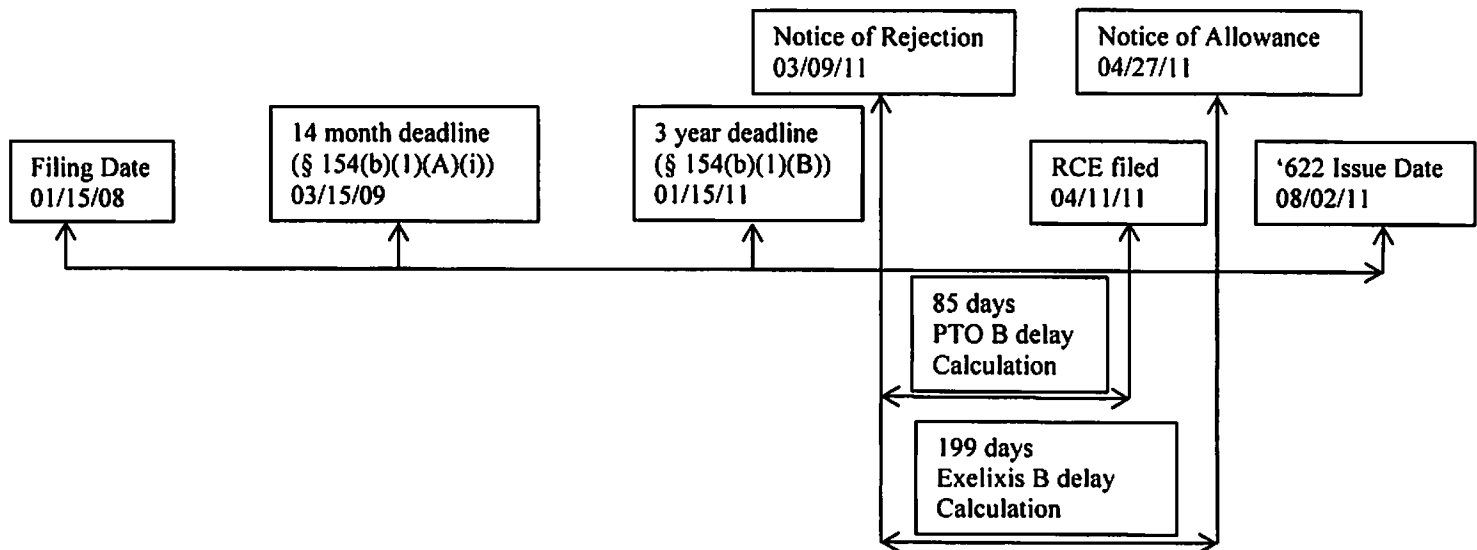 Notice of Rejection
03/09/11
Notice of Allowance
04/27/11
Filing Date
01/15/08
14 month deadline
(§ 154(b)(1)(A)(i))
03/15/09
3 year deadline
(§ 154(b)(1)(B))
01/15/11
RCE filed
04/11/11
‘622 Issue Date
08/02/11
85 days
PTO B delay
Calculation
199 days
Exelixis B delay
Calculation